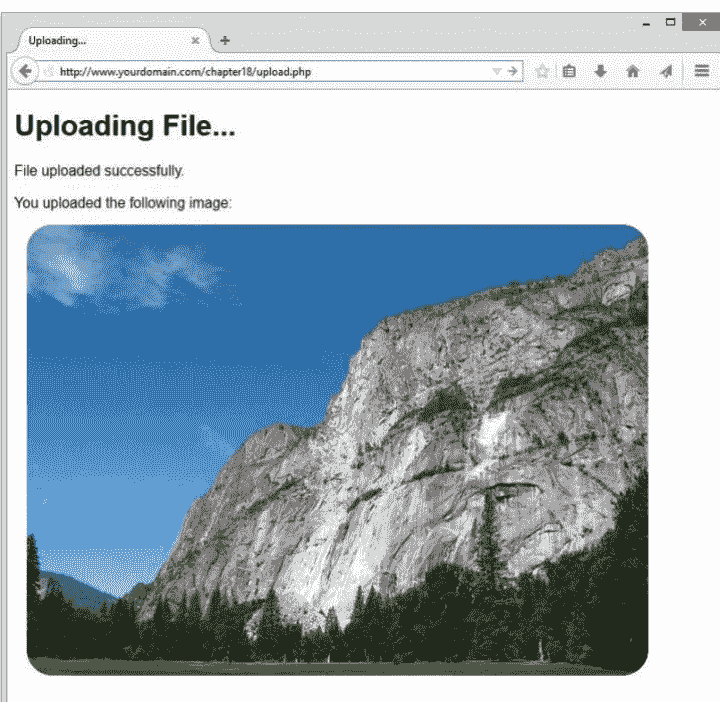 Uploading...
http://www.yourdomain.com/chapter18/upload.php
Uploading File...
File uploaded successfully.
You uploaded the following image: